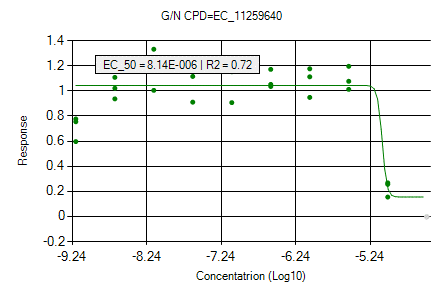 G/N CPD=EC_11259640
1.4
EC_50 = 8.14E-006 | R2 = 0.72
1.2
1
0.8
0.6
0.4
0.2
0
-0.2
Response
-9.24 -8.24 -7.24 -6.24 -5.24
Concentatrion (Log10)